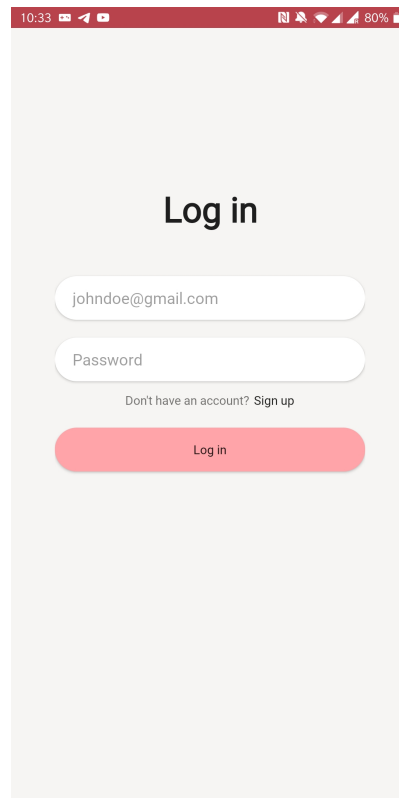 10:33 80%
Log in
johndoe@gmail.com
Password
Don't have an account? Sign up
Log in